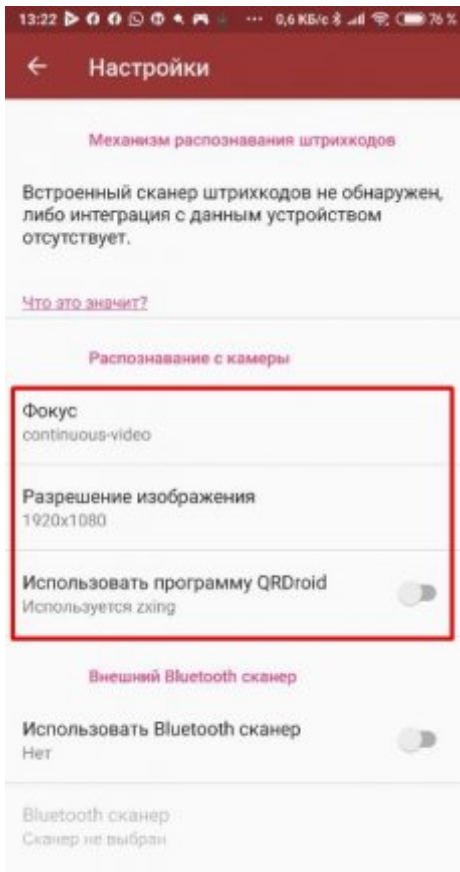 13:22 ... 0,6 КБ/с 76 %
Настройки
Механизм распознавания штрихкодов
Встроенный сканер штрихкодов не обнаружен,
либо интеграция с данным устройством
отсутствует.
Что это значит?
Распознавание с камеры
Фокус
continuous-video
Разрешение изображения
1920x1080
Использовать программу QRDroid
Используется zxing
Внешний Bluetooth сканер
Использовать Bluetooth сканер
Нет
Bluetooth сканер
Сканер не выбран